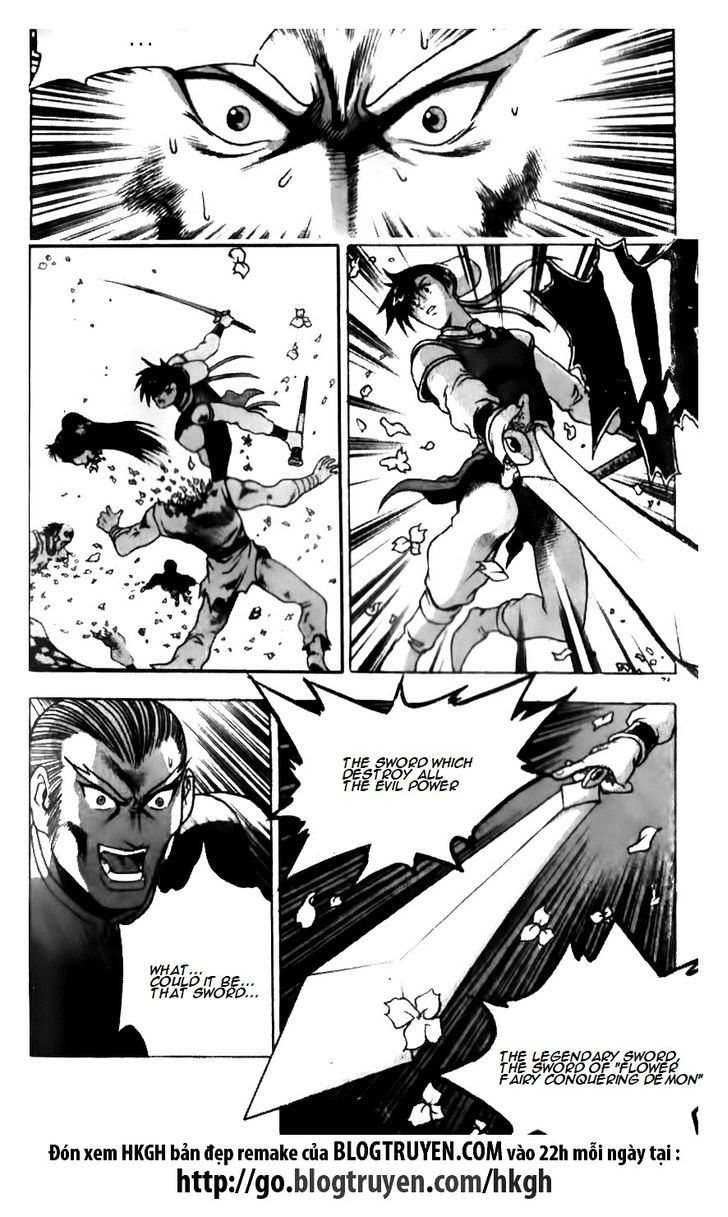 ...
THE SWORD WHICH
DESTROY ALL
THE EVIL POWER
WHAT...
COULD IT BE...
THAT SWORD...
THE LEGENDARY SWORD,
THE SWORD OF "FLOWER
FAIRY CONQUERING DEMON"
Đón xem HKGH bản đẹp remake của BLOGTRUYEN.COM vào 22h mỗi ngày tại :
http://go.blogtruyen.com/hkgh